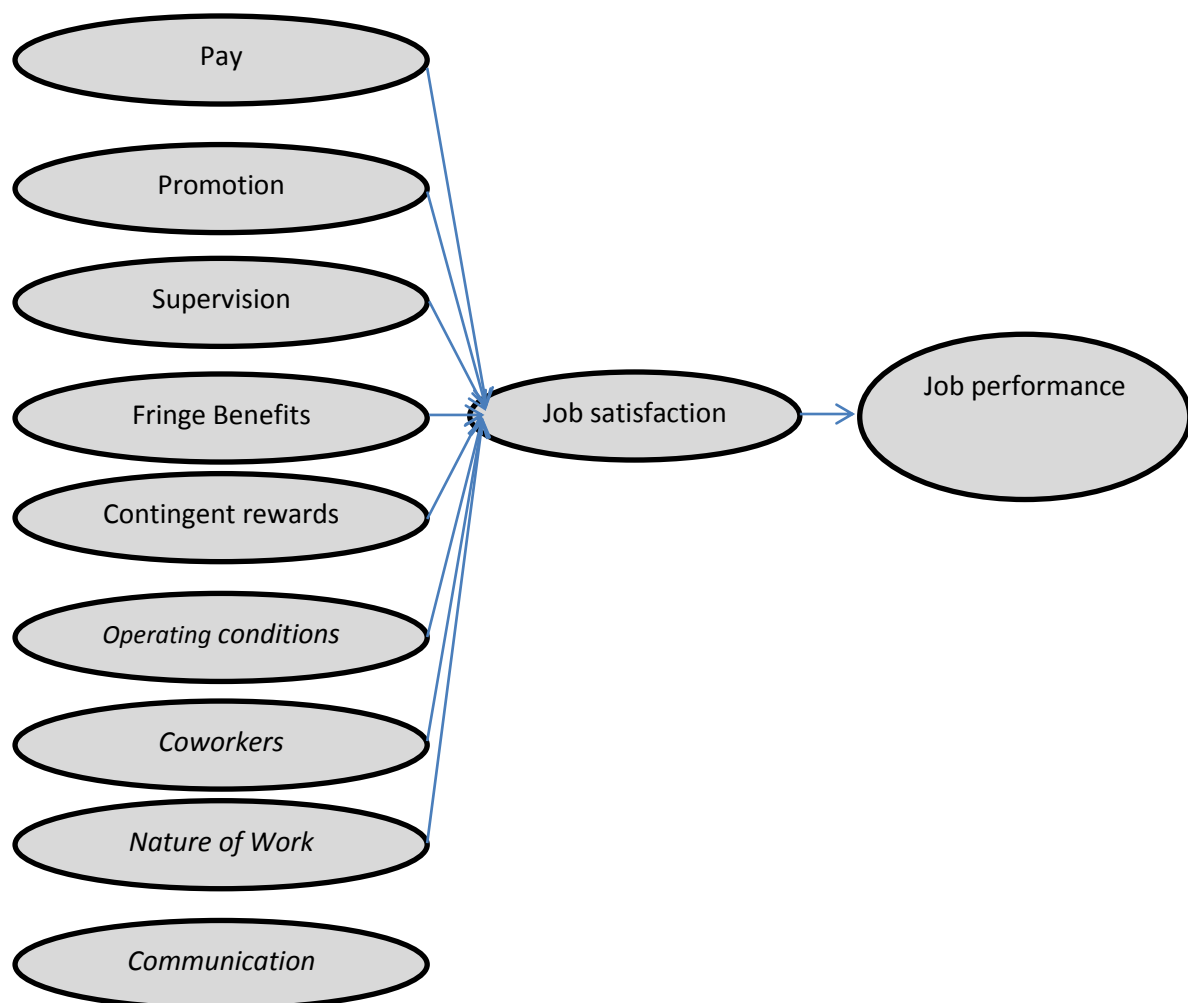 Pay
Promotion
Supervision
Fringe Benefits
Job satisfaction
Job performance
Contingent rewards
Operating conditions
Coworkers
Nature of Work
Communication